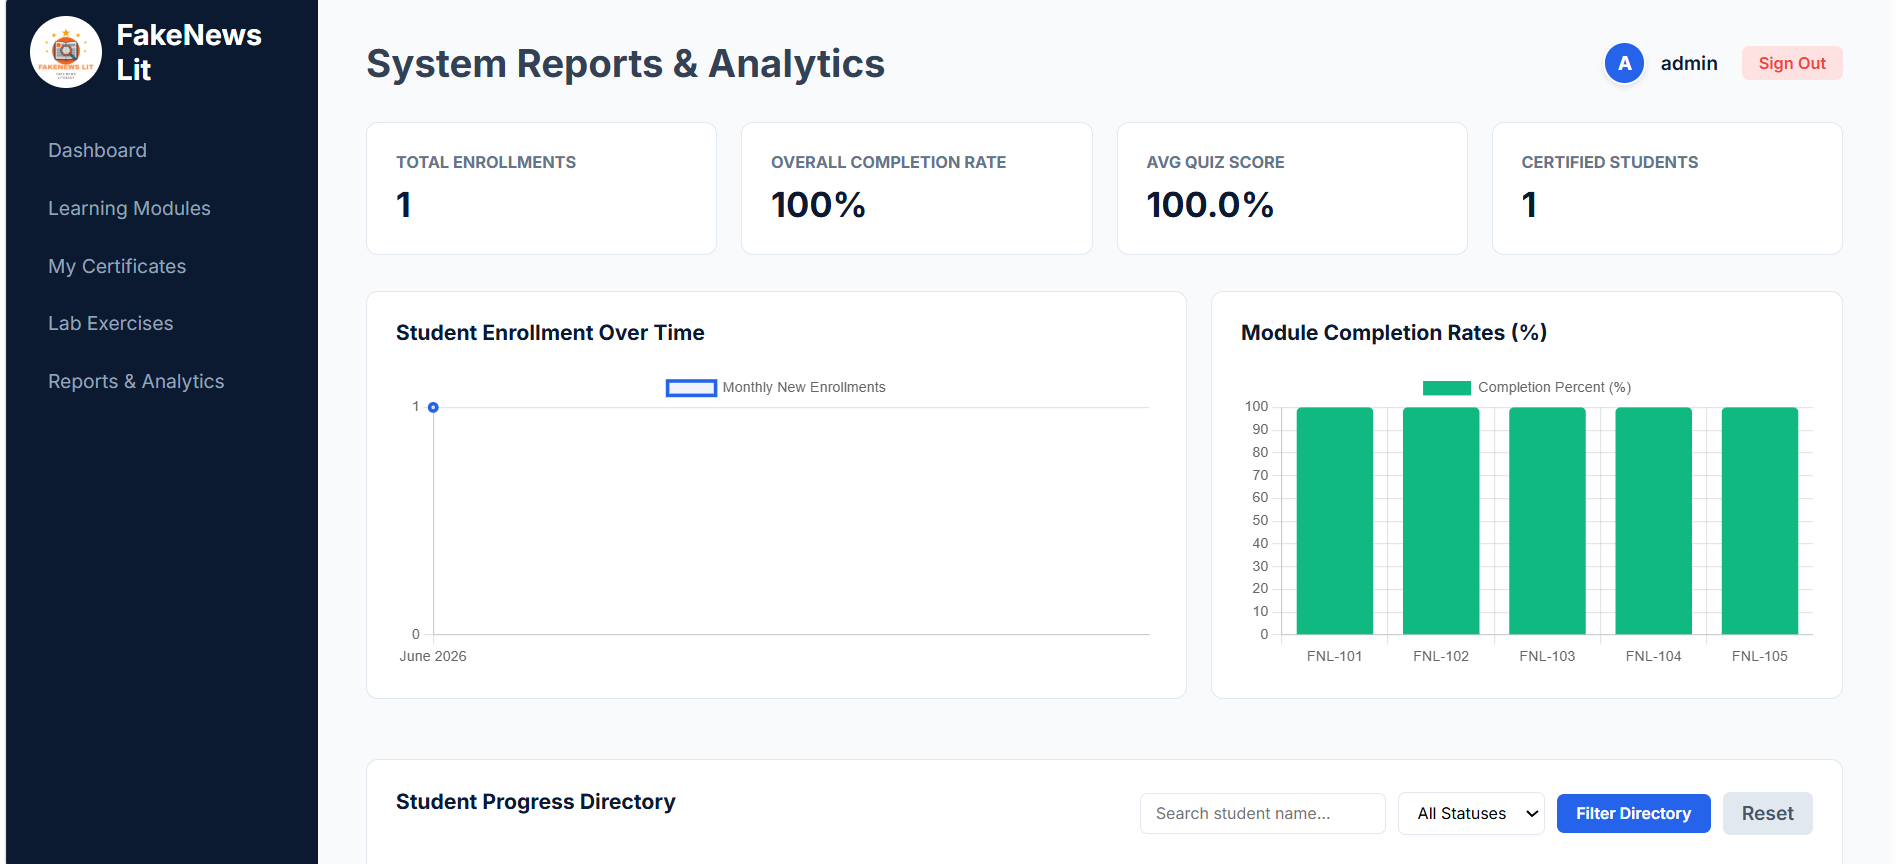 FAKENEWS LIT
FakeNews
Lit
Dashboard
Learning Modules
My Certificates
Lab Exercises
Reports & Analytics
System Reports & Analytics
A
admin
Sign Out
TOTAL ENROLLMENTS
1
OVERALL COMPLETION RATE
100%
AVG QUIZ SCORE
100.0%
CERTIFIED STUDENTS
1
Student Enrollment Over Time
Monthly New Enrollments
1
0
June 2026
Module Completion Rates (%)
Completion Percent (%)
100
90
80
70
60
50
40
30
20
10
0
FNL-101 FNL-102 FNL-103 FNL-104 FNL-105
Student Progress Directory
Search student name...
All Statuses
Filter Directory
Reset